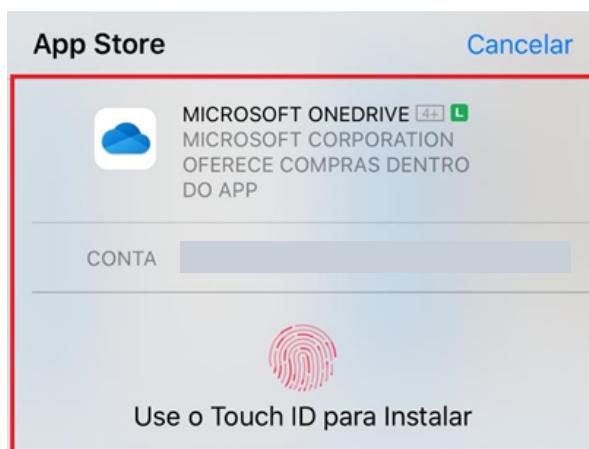 App Store
Cancelar
MICROSOFT ONEDRIVE 4+ L
MICROSOFT CORPORATION
OFERECE COMPRAS DENTRO
DO APP
CONTA
Use o Touch ID para Instalar